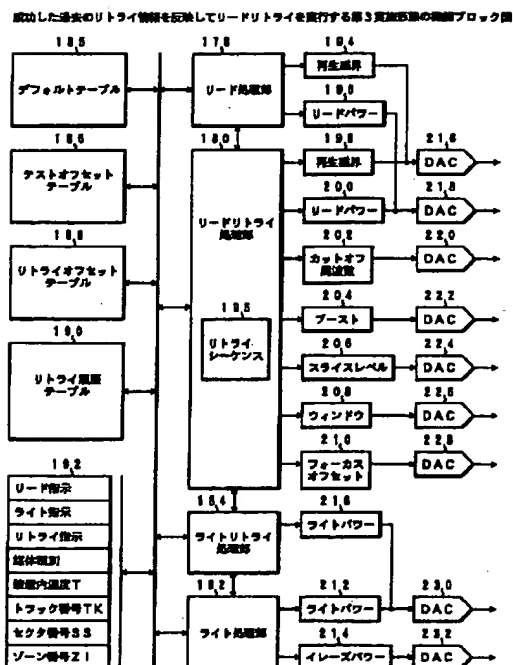 成功した過去のリトライ情報を反映してリードリトライを実行する第3実施形態の機能ブロック図
185
デフォルトテーブル
186
テストオフセット
テーブル
188
リトライオフセット
テーブル
190
リトライ履歴
テーブル
192
リード指示
ライト指示
リトライ指示
媒体種別
装置内温度T
トラック番号TK
セクタ番号SS
ゾーン番号ZI
178
リード処理部
180
リードリトライ
処理部
195
リトライ
シーケンス
184
ライトリトライ
処理部
182
ライト処理部
194
再生磁界
196
リードパワー
198
再生磁界
200
リードパワー
202
カットオフ
周波数
204
ブースト
206
スライスレベル
208
ウィンドウ
210
フォーカス
オフセット
216
ライトパワー
212
ライトパワー
214
イレーズパワー
216
DAC
218
DAC
220
DAC
222
DAC
224
DAC
226
DAC
228
DAC
230
DAC
232
DAC